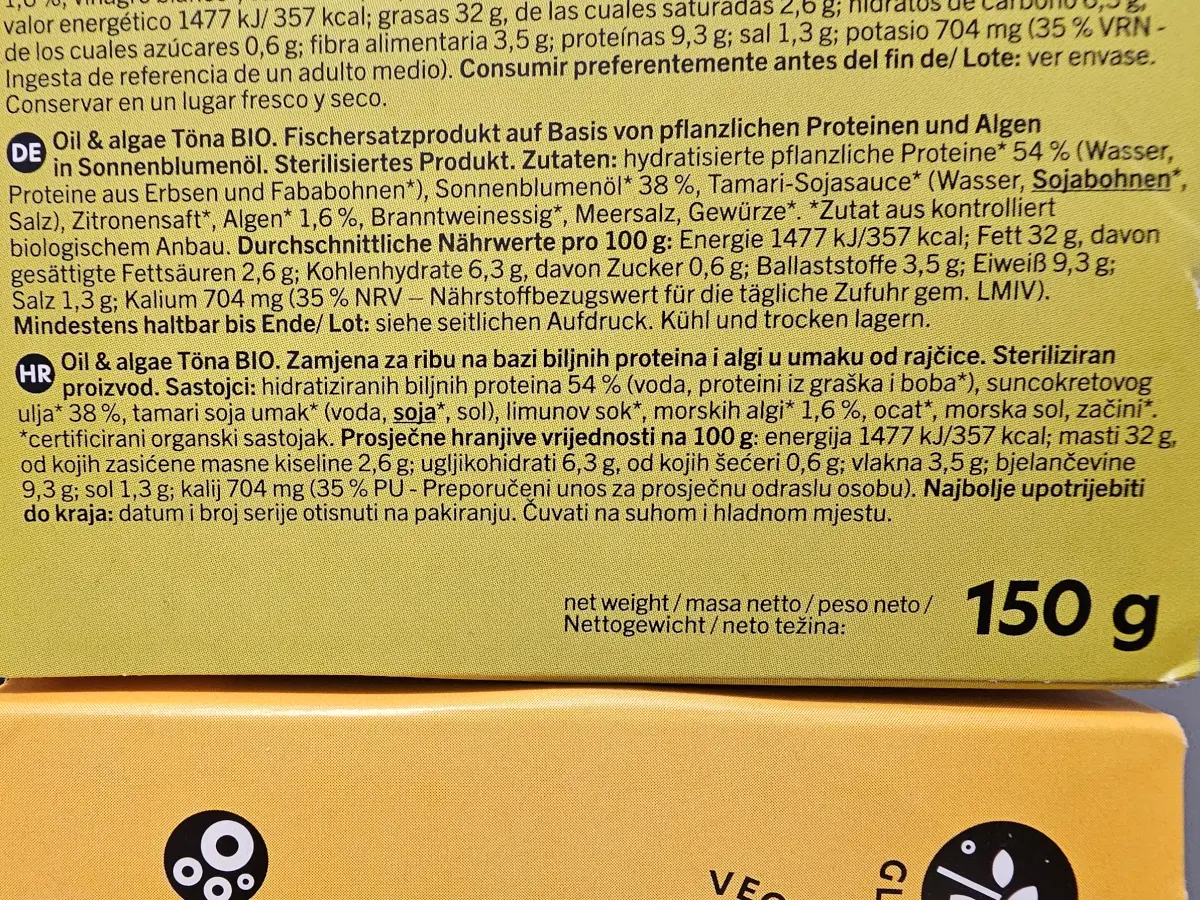 valor energético 1477 kJ/ 357 kcal; grasas 32 g, de las cuales saturadas 2,6 g; hidratos de carbono 6,3 g,
de los cuales azúcares 0,6 g; fibra alimentaria 3,5 g; proteínas 9,3 g; sal 1,3 g; potasio 704 mg (35 % VRN -
Ingesta de referencia de un adulto medio). Consumir preferentemente antes del fin de/ Lote: ver envase.
Conservar en un lugar fresco y seco.
DE Oil & algae Töna BIO. Fischersatzprodukt auf Basis von pflanzlichen Proteinen und Algen
in Sonnenblumenöl. Sterilisiertes Produkt. Zutaten: hydratisierte pflanzliche Proteine* 54 % (Wasser,
Proteine aus Erbsen und Fababohnen*), Sonnenblumenöl* 38 %, Tamari-Sojasauce* (Wasser, Sojabohnen*,
Salz), Zitronensaft*, Algen* 1,6 %, Branntweinessig*, Meersalz, Gewürze*. *Zutat aus kontrolliert
biologischem Anbau. Durchschnittliche Nährwerte pro 100 g: Energie 1477 kJ/357 kcal; Fett 32 g, davon
gesättigte Fettsäuren 2,6 g; Kohlenhydrate 6,3 g, davon Zucker 0,6 g; Ballaststoffe 3,5 g; Eiweiß 9,3 g;
Salz 1,3 g; Kalium 704 mg (35 % NRV – Nährstoffbezugswert für die tägliche Zufuhr gem. LMIV).
Mindestens haltbar bis Ende/ Lot: siehe seitlichen Aufdruck. Kühl und trocken lagern.
HR Oil & algae Töna BIO. Zamjena za ribu na bazi biljnih proteina i algi u umaku od rajčice. Steriliziran
proizvod. Sastojci: hidratiziranih biljnih proteina 54 % (voda, proteini iz graška i boba*), suncokretovog
ulja* 38 %, tamari soja umak* (voda, soja*, sol), limunov sok*, morskih algi* 1,6 %, ocat*, morska sol, začini*.
*certificirani organski sastojak. Prosječne hranjive vrijednosti na 100 g: energija 1477 kJ/357 kcal; masti 32 g,
od kojih zasićene masne kiseline 2,6 g; ugljikohidrati 6,3 g, od kojih šećeri 0,6 g; vlakna 3,5 g; bjelančevine
9,3 g; sol 1,3 g; kalij 704 mg (35 % PU - Preporučeni unos za prosječnu odraslu osobu). Najbolje upotrijebiti
do kraja: datum i broj serije otisnuti na pakiranju. Čuvati na suhom i hladnom mjestu.
net weight / masa netto / peso neto /
Nettogewicht / neto težina:
150 g